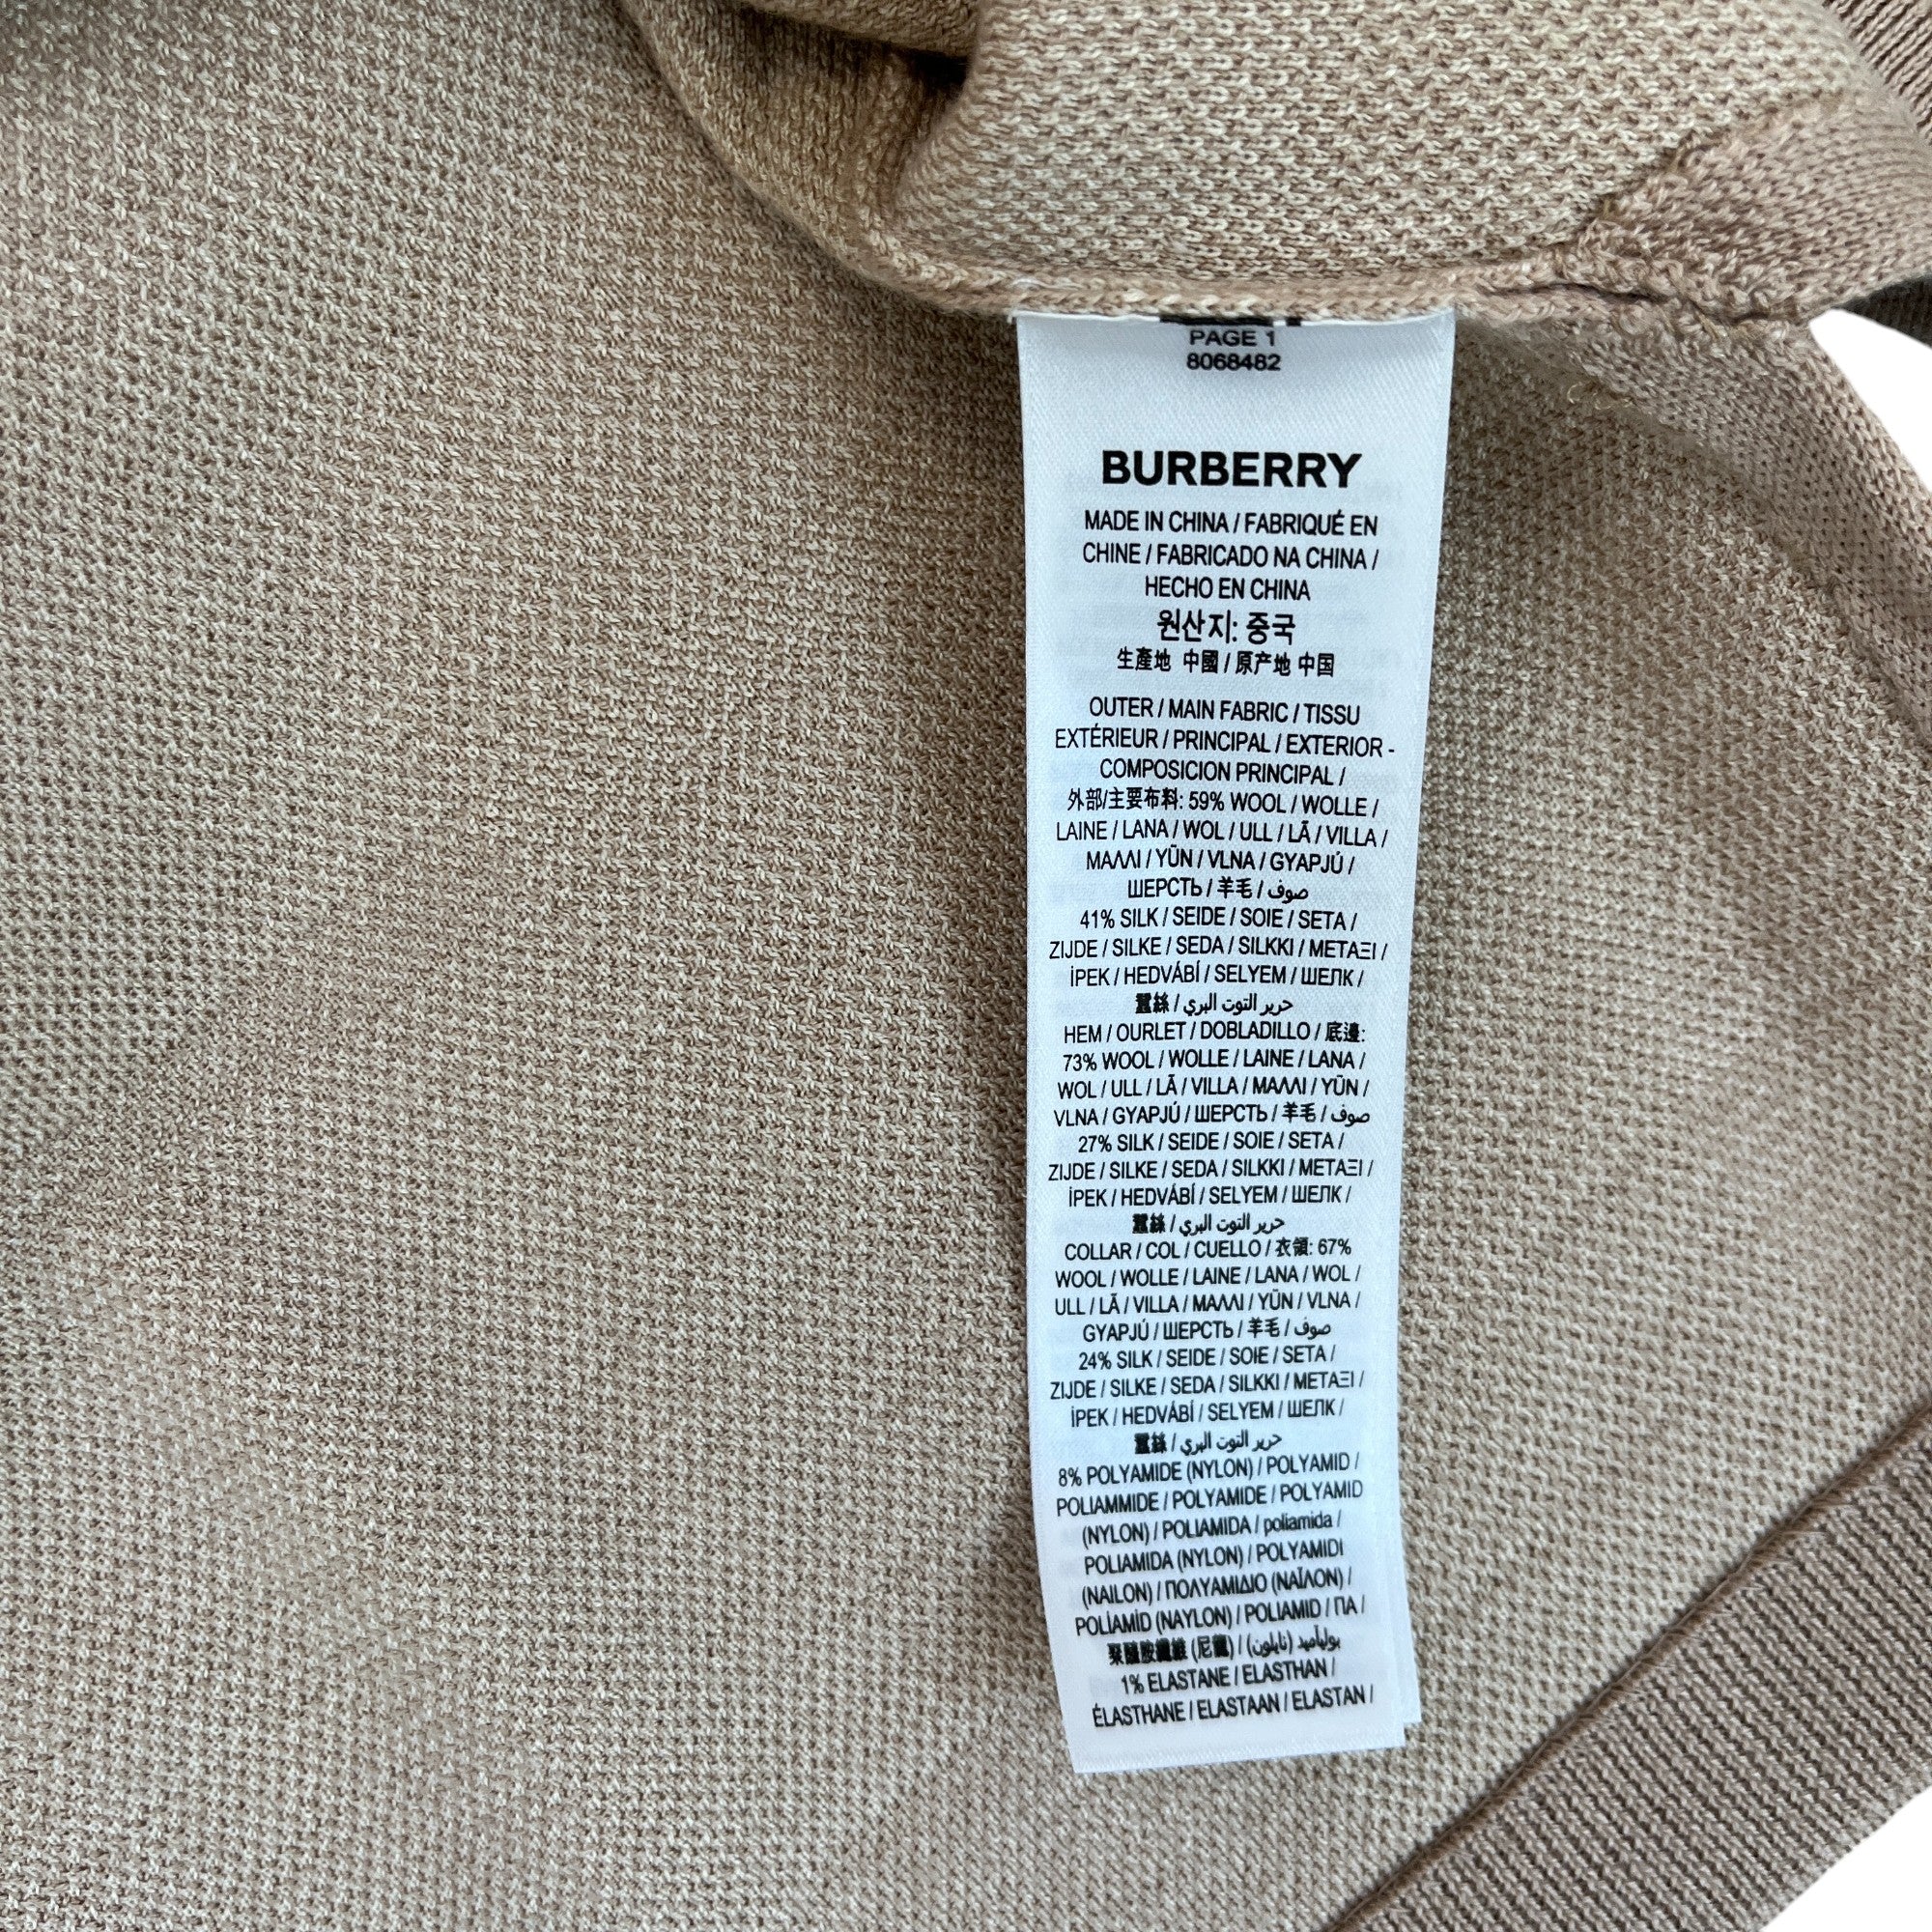 PAGE 1
8068482
BURBERRY
MADE IN CHINA / FABRIQUÉ EN
CHINE / FABRICADO NA CHINA /
HECHO EN CHINA
원산지: 중국
生產地 中國 / 原产地 中国
OUTER / MAIN FABRIC / TISSU
EXTÉRIEUR / PRINCIPAL / EXTERIOR -
COMPOSICION PRINCIPAL /
外部/主要布料: 59% WOOL / WOLLE /
LAINE / LANA / WOL / ULL / LÃ / VILLA /
ΜΑΛΛΙ / YÜN / VLNA / GYAPJÚ /
ШЕРСТЬ / 羊毛 / صوف
41% SILK / SEIDE / SOIE / SETA /
ZIJDE / SILKE / SEDA / SILKKI / ΜΕΤΑΞΙ /
İPEK / HEDVÁBÍ / SELYEM / ШЕЛК /
蠶絲 / حرير التوت البري
HEM / OURLET / DOBLADILLO / 底邊:
73% WOOL / WOLLE / LAINE / LANA /
WOL / ULL / LÃ / VILLA / ΜΑΛΛΙ / YÜN /
VLNA / GYAPJÚ / ШЕРСТЬ / 羊毛 / صوف
27% SILK / SEIDE / SOIE / SETA /
ZIJDE / SILKE / SEDA / SILKKI / ΜΕΤΑΞΙ /
İPEK / HEDVÁBÍ / SELYEM / ШЕЛК /
蠶絲 / حرير التوت البري
COLLAR / COL / CUELLO / 衣領: 67%
WOOL / WOLLE / LAINE / LANA / WOL /
ULL / LÃ / VILLA / ΜΑΛΛΙ / YÜN / VLNA /
GYAPJÚ / ШЕРСТЬ / 羊毛 / صوف
24% SILK / SEIDE / SOIE / SETA /
ZIJDE / SILKE / SEDA / SILKKI / ΜΕΤΑΞΙ /
İPEK / HEDVÁBÍ / SELYEM / ШЕЛК /
蠶絲 / حرير التوت البري
8% POLYAMIDE (NYLON) / POLYAMID /
POLIAMMIDE / POLYAMIDE / POLYAMID
(NYLON) / POLIAMIDA / poliamida /
POLIAMIDA (NYLON) / POLYAMIDI
(NAILON) / ΠΟΛΥΑΜΙΔΙΟ (ΝΑΪΛΟΝ) /
POLİAMİD (NAYLON) / POLIAMID / ПА /
聚醯胺纖維 (尼龍) / بوليأميد (نايلون) /
1% ELASTANE / ELASTHAN /
ÉLASTHANE / ELASTAAN / ELASTAN /